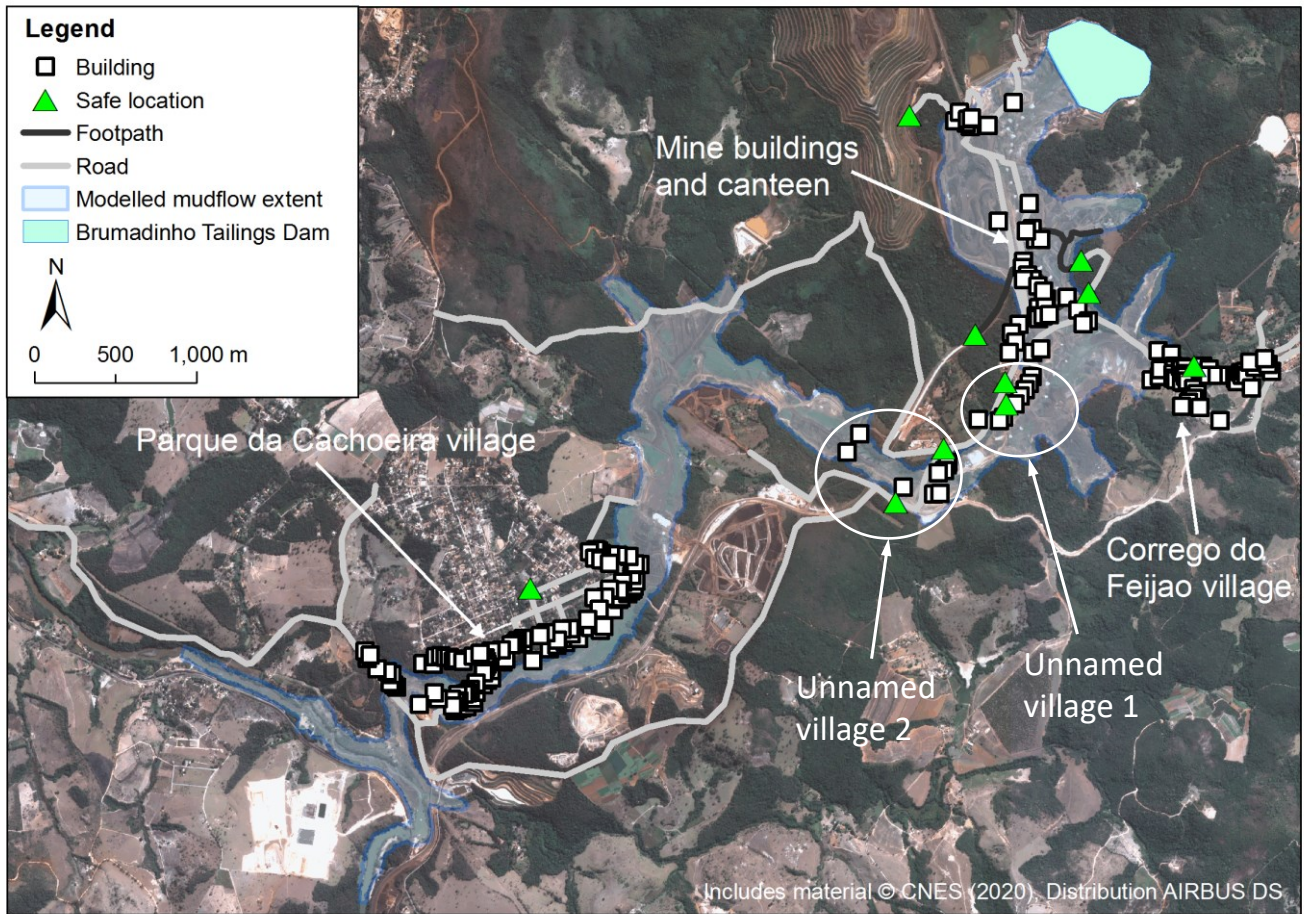 Legend
Building
Safe location
Footpath
Road
Modelled mudflow extent
Brumadinho Tailings Dam
N
0 500 1,000 m
Mine buildings
and canteen
Parque da Cachoeira village
Corrego do
Feijao village
Unnamed
village 1
Unnamed
village 2
Includes material © CNES (2020), Distribution AIRBUS DS